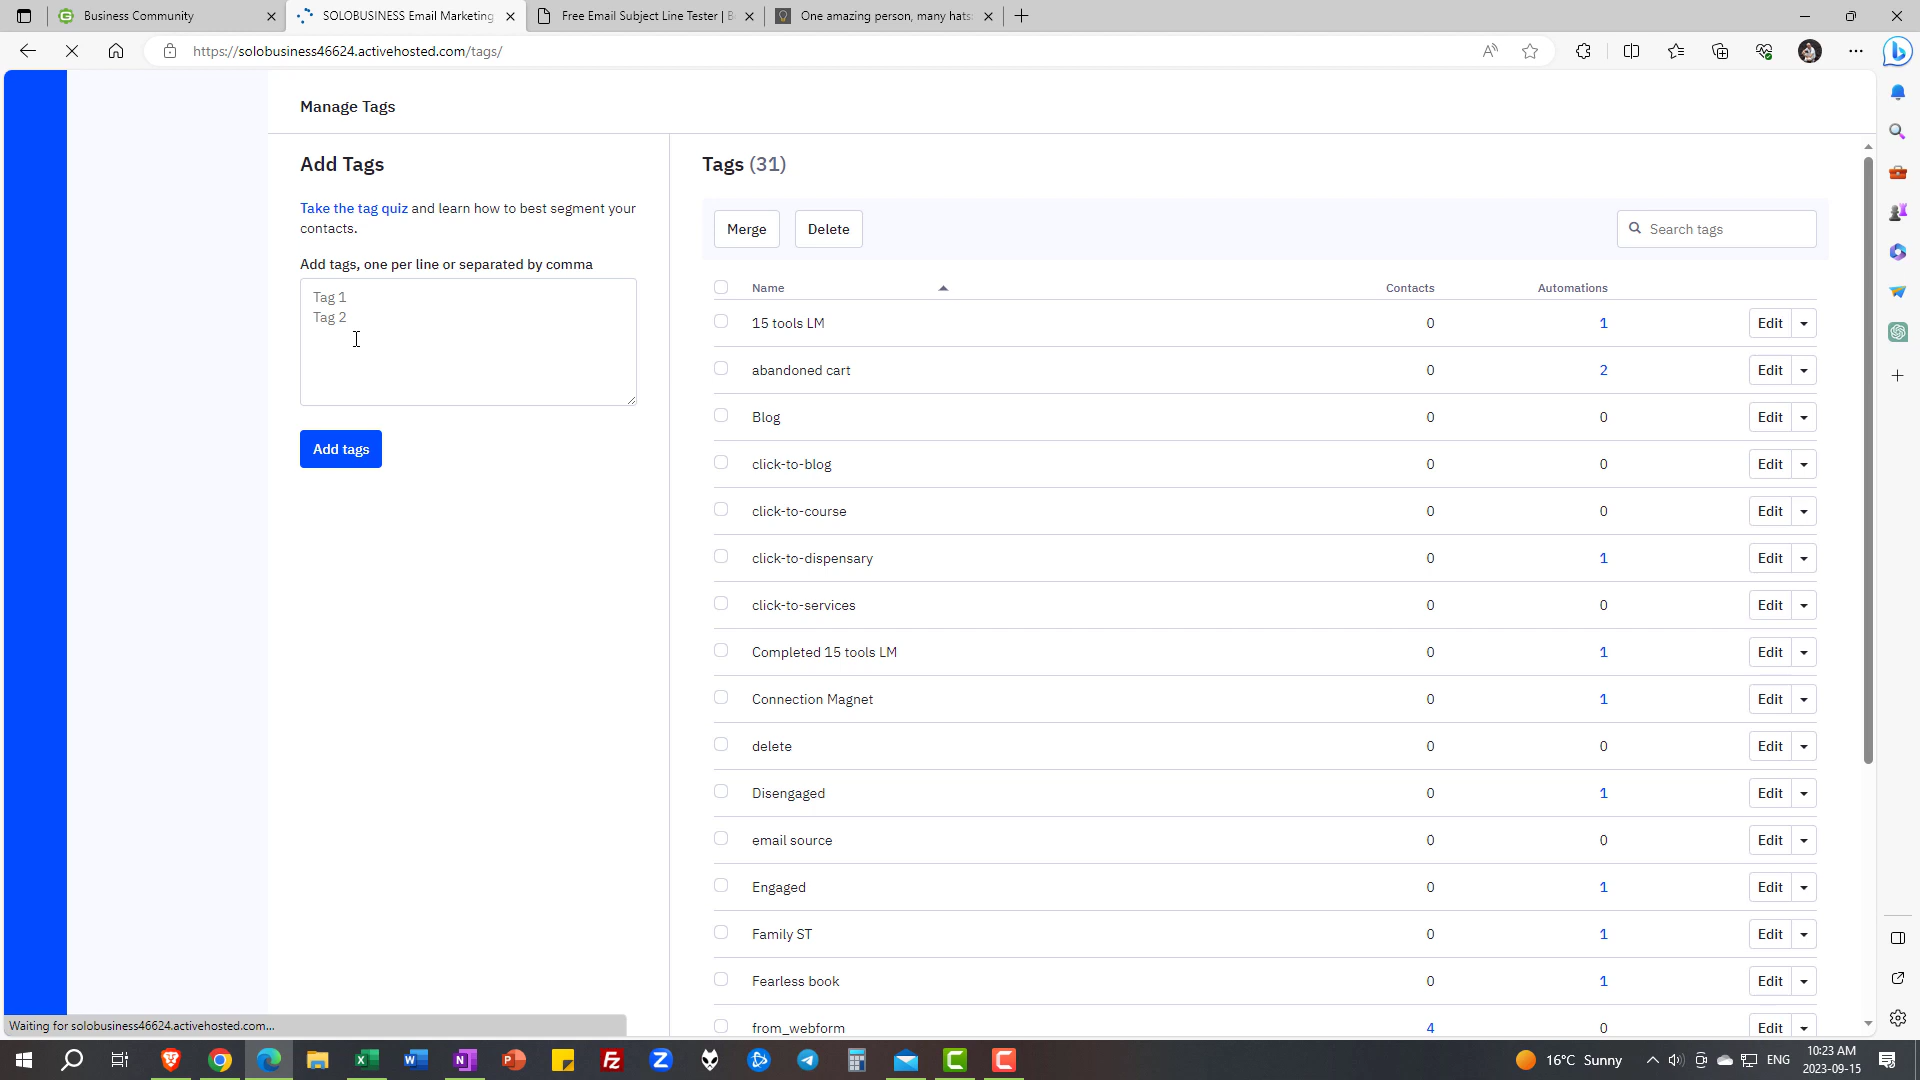 Business Community
SOLOBUSINESS Email Marketing
Free Email Subject Line Tester |
One amazing person, many hats
https://solobusiness46624.activehosted.com/tags/
Manage Tags
Add Tags
Take the tag quiz and learn how to best segment your
contacts.
Add tags, one per line or separated by comma
Tag 1
Tag 2
Add tags
Tags (31)
Merge Delete Search tags
Name Contacts Automations
15 tools LM 0 1 Edit
abandoned cart 0 2 Edit
Blog 0 0 Edit
click-to-blog 0 0 Edit
click-to-course 0 0 Edit
click-to-dispensary 0 1 Edit
click-to-services 0 0 Edit
Completed 15 tools LM 0 1 Edit
Connection Magnet 0 1 Edit
delete 0 0 Edit
Disengaged 0 1 Edit
email source 0 0 Edit
Engaged 0 1 Edit
Family ST 0 1 Edit
Fearless book 0 1 Edit
from_webform 4 0 Edit
Waiting for solobusiness46624.activehosted.com...
16°C Sunny
ENG
10:23 AM
2023-09-15